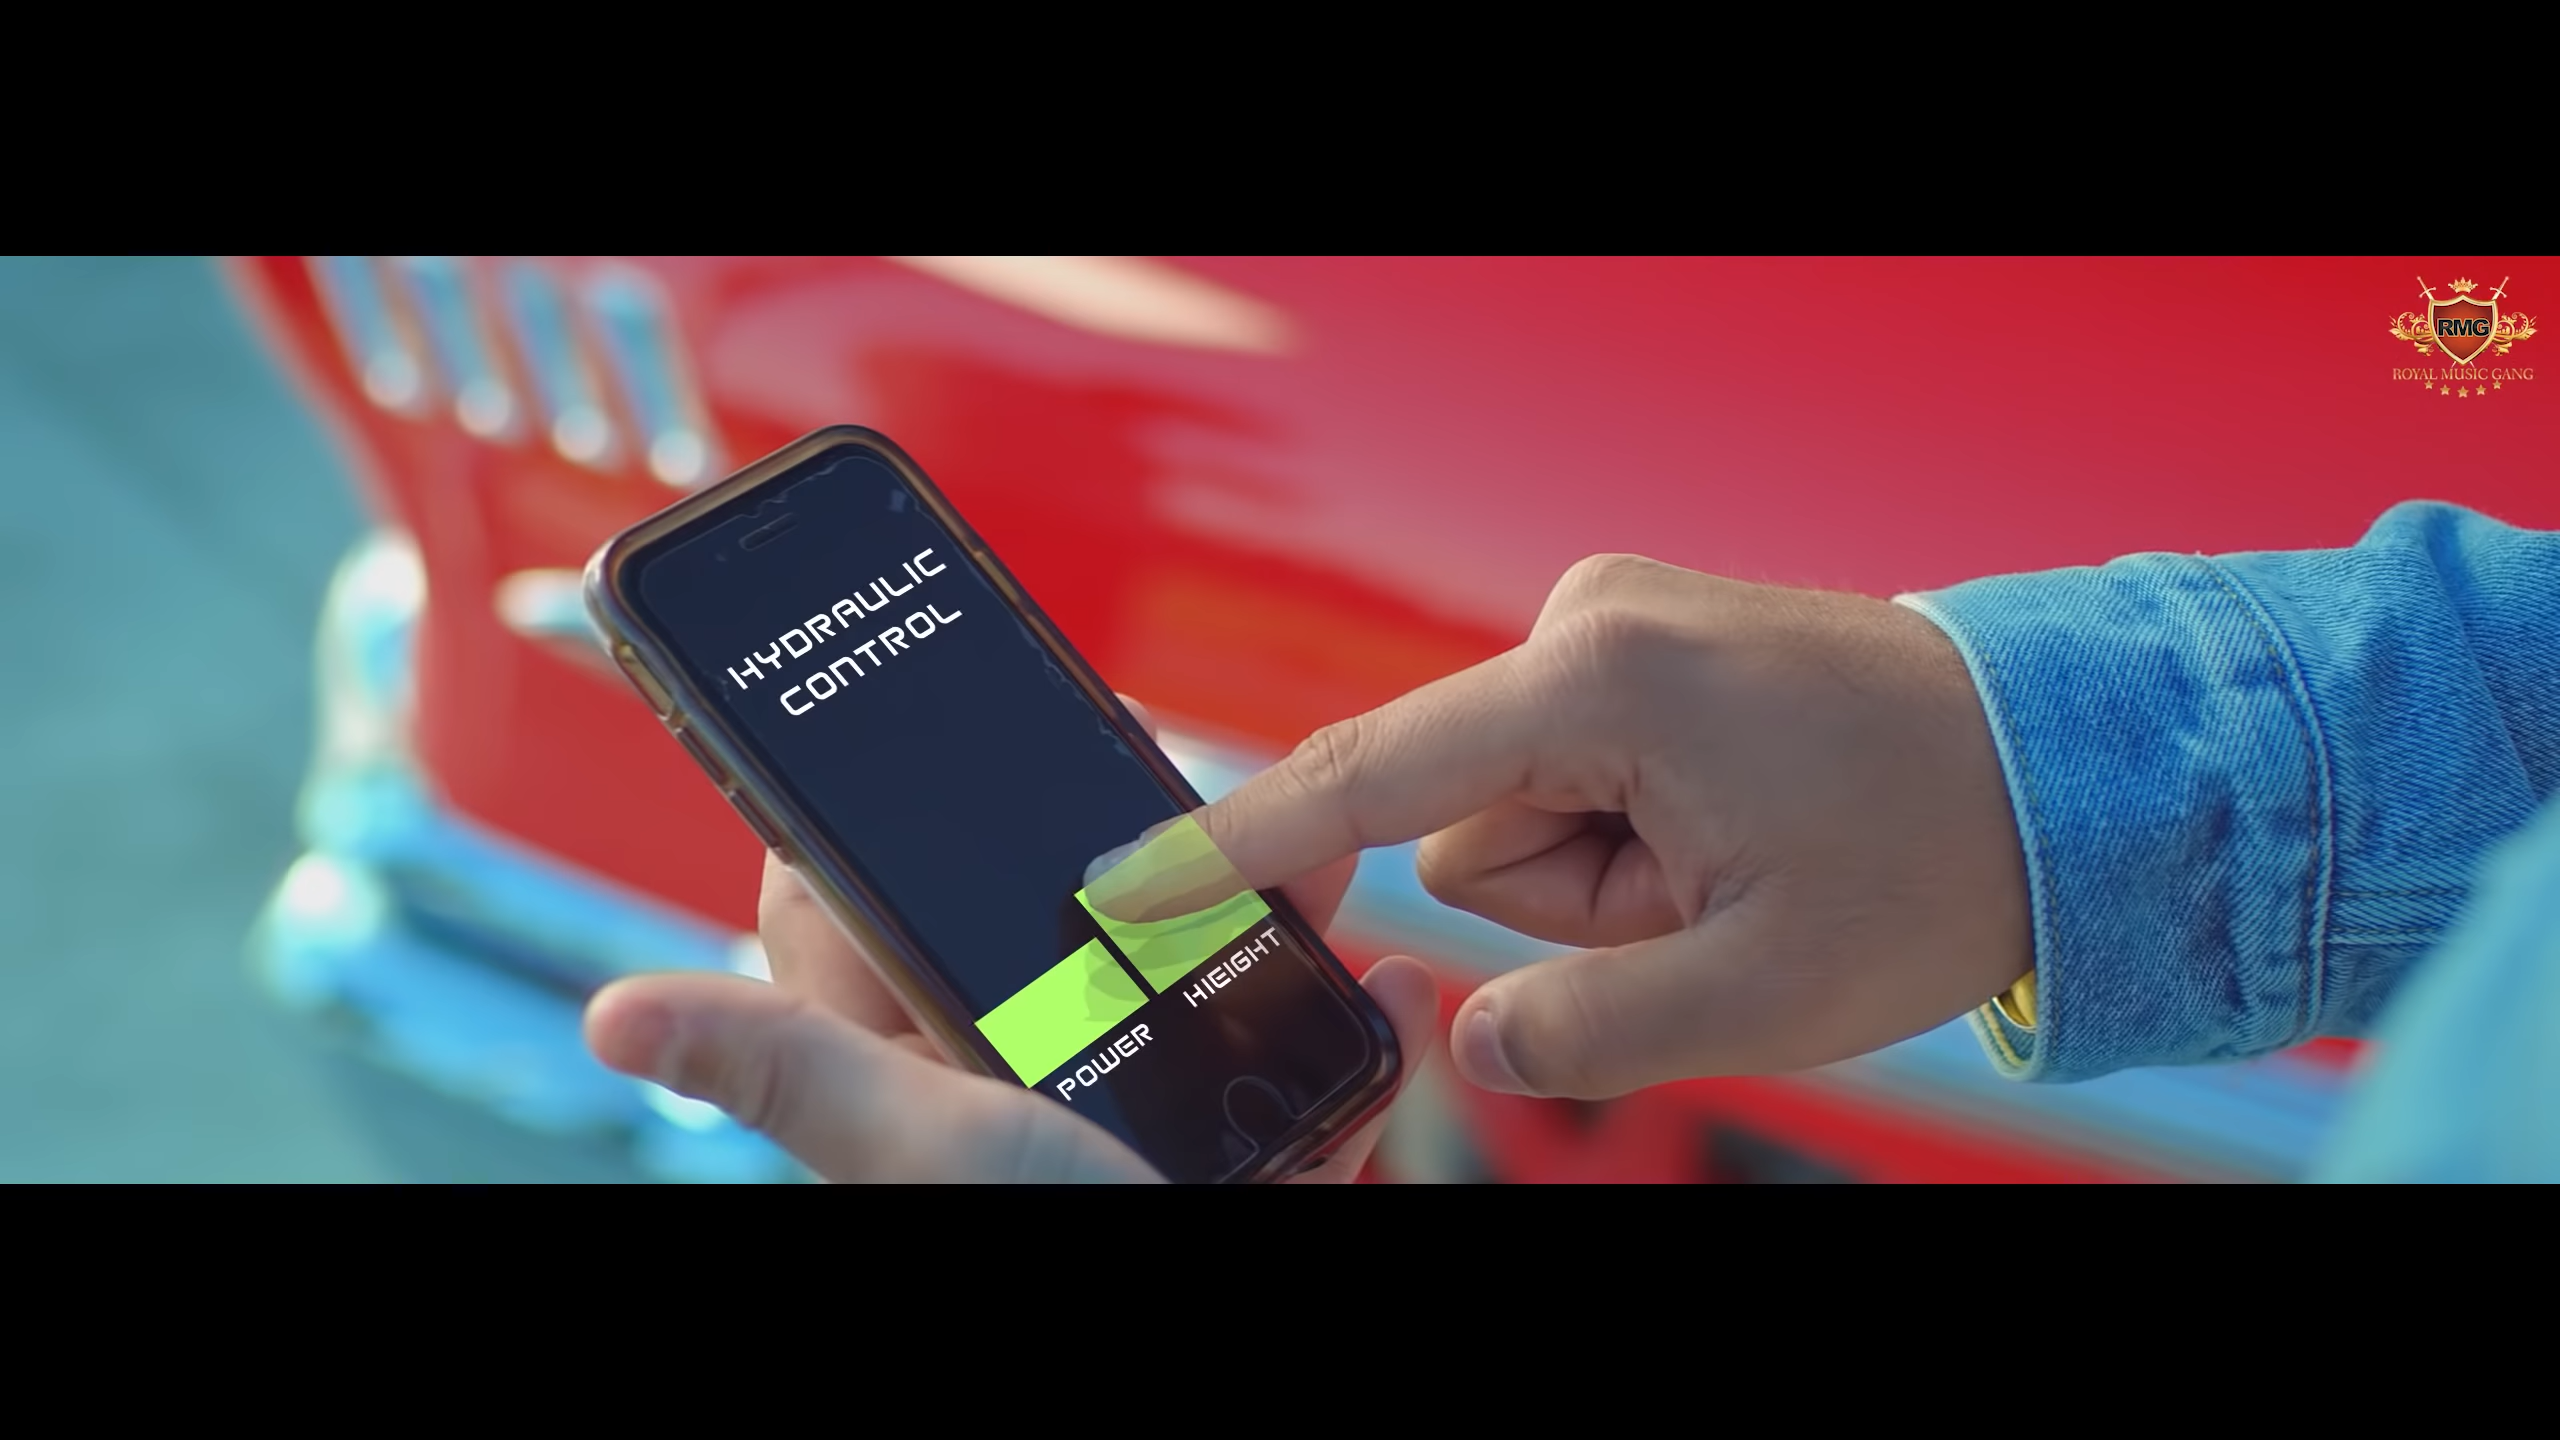 RMG
ROYAL MUSIC GANG
HYDRAULIC
CONTROL
POWER
HIEIGHT